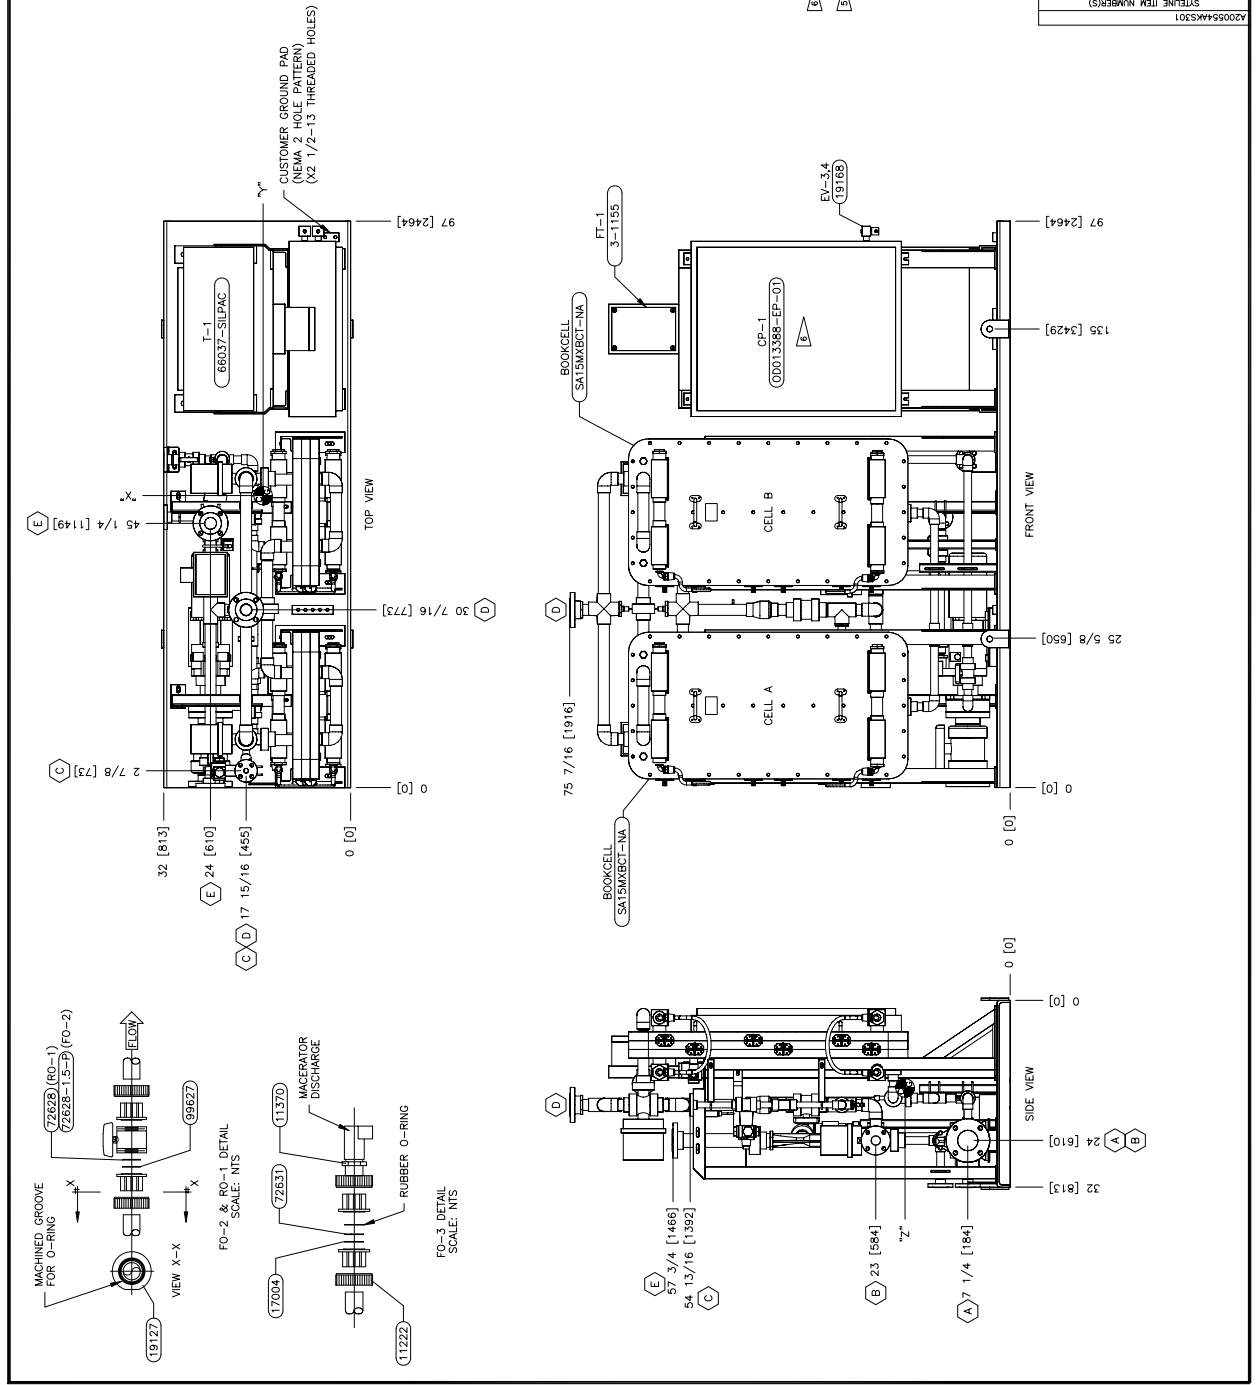 A200554AKS301
SYTELINE ITEM NUMBER(S)
6
5
MACHINED GROOVE
FOR O-RING
72628 (RO-1)
72628-1.5-P (FO-2)
FLOW
X
X
99627
19127
VIEW X-X
FO-2 & RO-1 DETAIL
SCALE: NTS
17004
72631
11370
MACERATOR
DISCHARGE
RUBBER O-RING
11222
FO-3 DETAIL
SCALE: NTS
CUSTOMER GROUND PAD
(NEMA 2 HOLE PATTERN)
(X2 1/2-13 THREADED HOLES)
"Y"
"X"
T-1
66037-SILPAC
97 [2464]
E 45 1/4 [1149]
30 7/16 [773] D
C 2 7/8 [73]
0 [0]
32 [813]
E 24 [610]
C D 17 15/16 [455]
0 [0]
TOP VIEW
FT-1
3-1155
EV-3,4
19168
BOOKCELL
SA15MXBCT-NA
CP-1
OD013388-EP-01
6
CELL B
CELL A
D
75 7/16 [1916]
BOOKCELL
SA15MXBCT-NA
97 [2464]
135 [3429]
25 5/8 [650]
0 [0]
0 [0]
FRONT VIEW
D
0 [0]
0 [0]
24 [610] A B
32 [813]
E
57 3/4 [1466]
54 13/16 [1392]
C
B 23 [584]
"Z"
A 7 1/4 [184]
SIDE VIEW